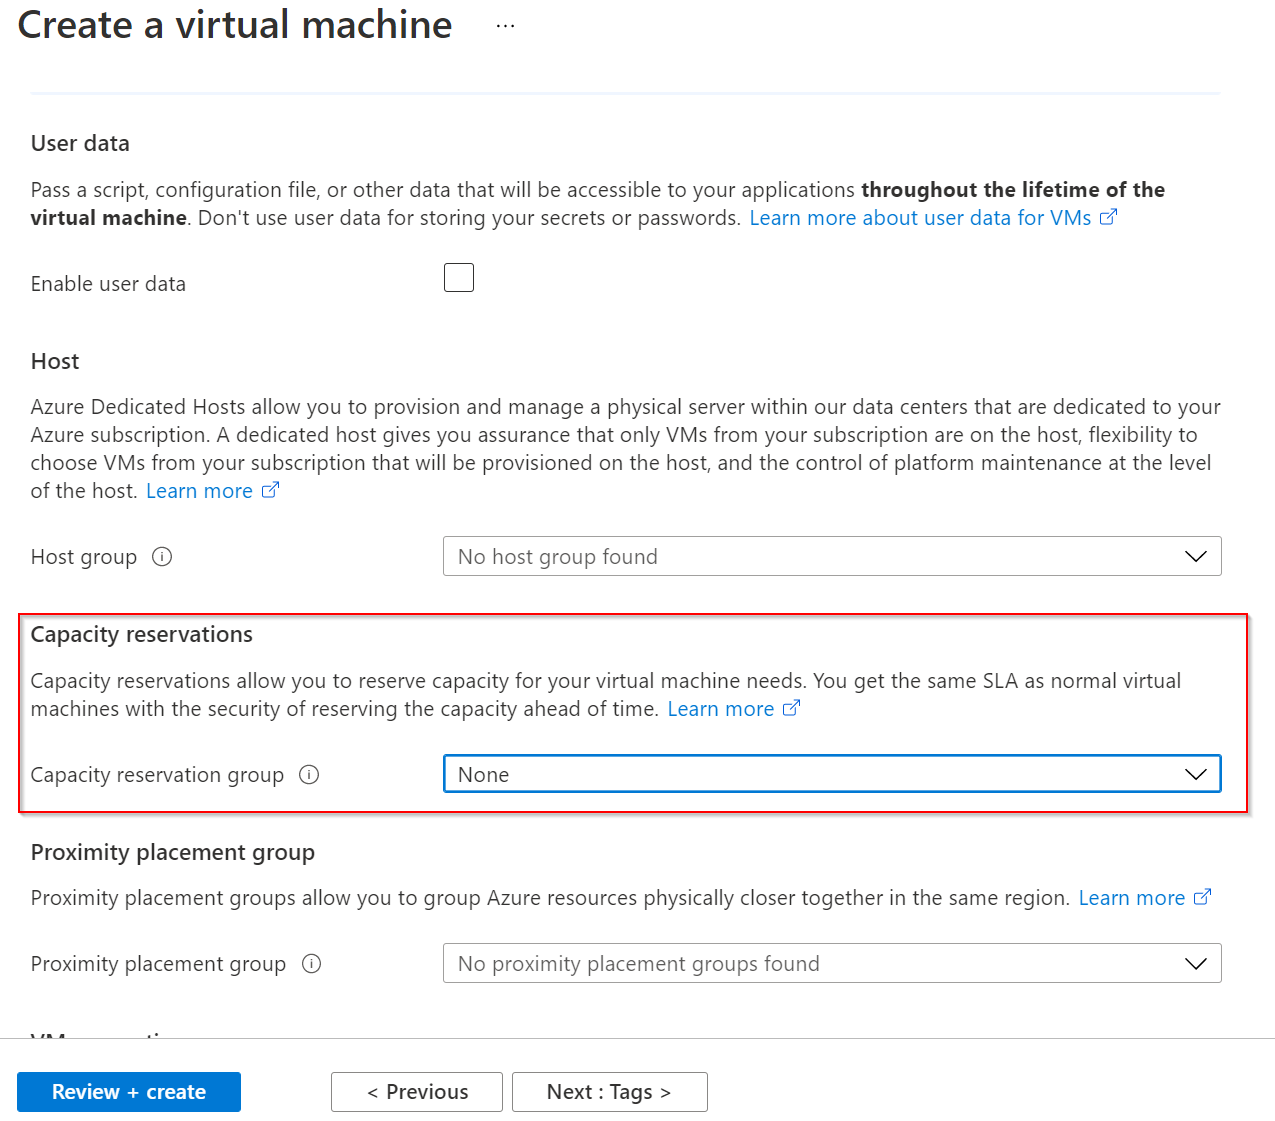 Create a virtual machine ...
User data
Pass a script, configuration file, or other data that will be accessible to your applications throughout the lifetime of the
virtual machine. Don't use user data for storing your secrets or passwords. Learn more about user data for VMs
Enable user data
Host
Azure Dedicated Hosts allow you to provision and manage a physical server within our data centers that are dedicated to your
Azure subscription. A dedicated host gives you assurance that only VMs from your subscription are on the host, flexibility to
choose VMs from your subscription that will be provisioned on the host, and the control of platform maintenance at the level
of the host. Learn more
Host group
No host group found
Capacity reservations
Capacity reservations allow you to reserve capacity for your virtual machine needs. You get the same SLA as normal virtual
machines with the security of reserving the capacity ahead of time. Learn more
Capacity reservation group
None
Proximity placement group
Proximity placement groups allow you to group Azure resources physically closer together in the same region. Learn more
Proximity placement group
No proximity placement groups found
Review + create
< Previous
Next : Tags >